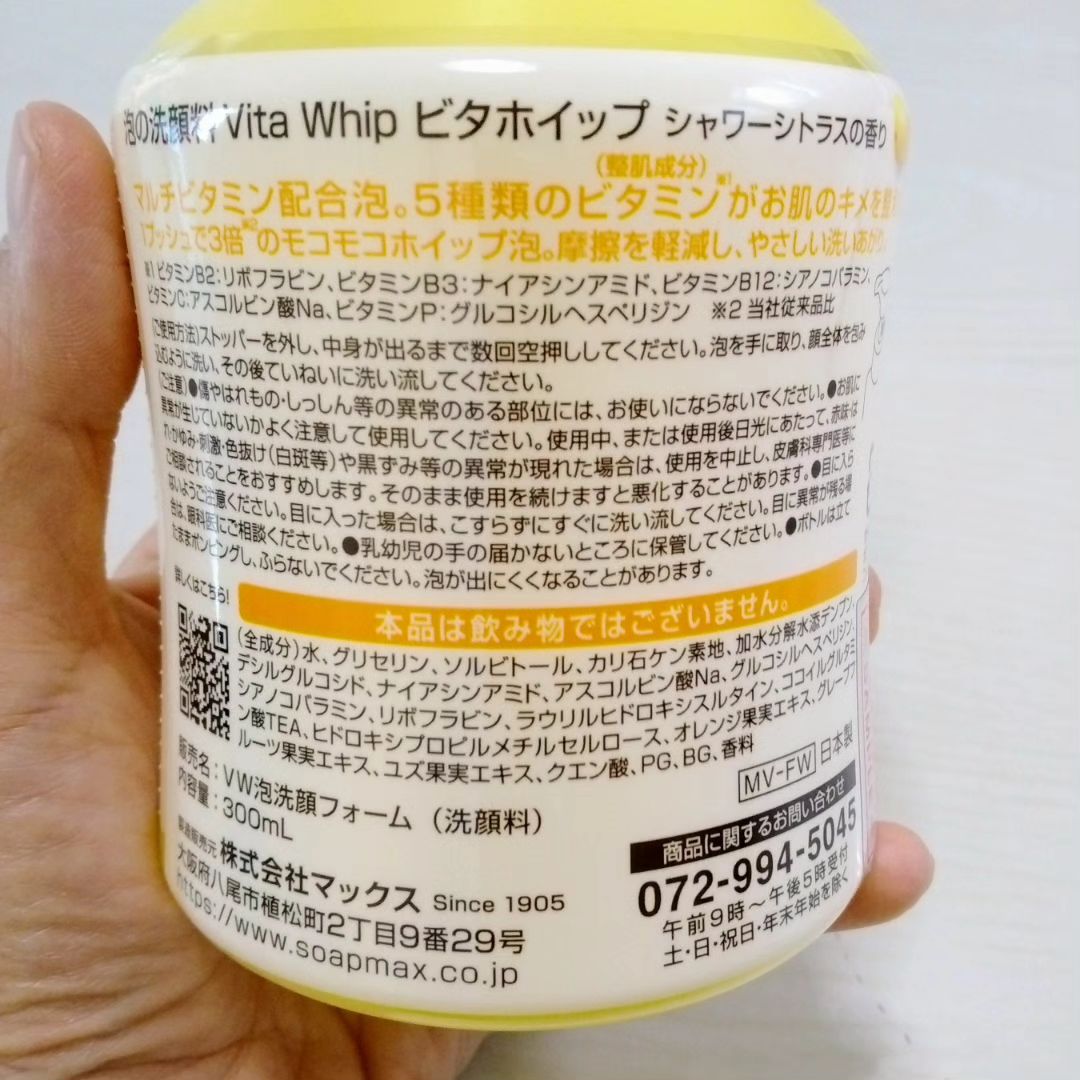 泡の洗顔料 Vita Whip ビタホイップ シャワーシトラスの香り
(整肌成分)
マルチビタミン配合泡。5種類のビタミン※1がお肌のキメを整
1プッシュで3倍※2のモコモコホイップ泡。摩擦を軽減し、やさしい洗いあがり。
※1 ビタミンB2:リボフラビン、ビタミンB3:ナイアシンアミド、ビタミンB12:シアノコバラミン、
ビタミンC:アスコルビン酸Na、ビタミンP:グルコシルヘスペリジン ※2 当社従来品比
(ご使用方法)ストッパーを外し、中身が出るまで数回空押ししてください。泡を手に取り、顔全体を包み
込むように洗い、その後ていねいに洗い流してください。
(ご注意)●傷やはれもの・しっしん等の異常のある部位には、お使いにならないでください。●お肌に
異常が生じていないかよく注意して使用してください。使用中、または使用後日光にあたって、赤味・は
れ・かゆみ・刺激・色抜け(白斑等)や黒ずみ等の異常が現れた場合は、使用を中止し、皮膚科専門医等に
ご相談されることをおすすめします。そのまま使用を続けますと悪化することがあります。●目に入ら
ないようご注意ください。目に入った場合は、こすらずにすぐに洗い流してください。目に異常が残る場
合は、眼科医にご相談ください。●乳幼児の手の届かないところに保管してください。●ボトルは立て
たままポンピングし、ふらないでください。泡が出にくくなることがあります。
詳しくはこちら!
本品は飲み物ではございません。
(全成分)水、グリセリン、ソルビトール、カリ石ケン素地、加水分解水添デンプン、
デシルグルコシド、ナイアシンアミド、アスコルビン酸Na、グルコシルヘスペリジン、
シアノコバラミン、リボフラビン、ラウリルヒドロキシスルタイン、ココイルグルタミ
ン酸TEA、ヒドロキシプロピルメチルセルロース、オレンジ果実エキス、グレープフ
ルーツ果実エキス、ユズ果実エキス、クエン酸、PG、BG、香料
MV-FW 日本製
販売名:VW泡洗顔フォーム (洗顔料)
内容量:300mL
製造販売元 株式会社マックス Since 1905
大阪府八尾市植松町2丁目9番29号
https://www.soapmax.co.jp
商品に関するお問い合わせ
072-994-5045
午前9時～午後5時受付
土・日・祝日・年末年始を除く